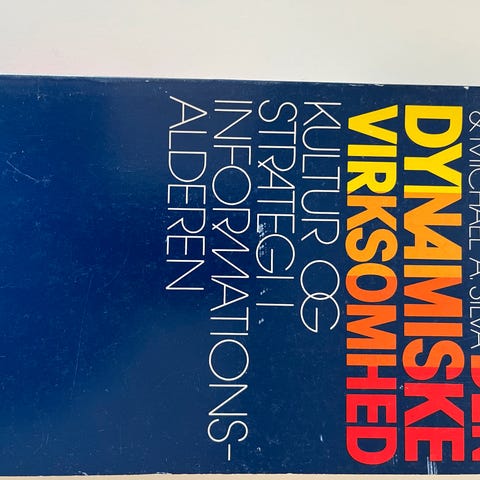 & MICHAEL A. SILVA
DYNAMISKE
VIRKSOMHED
KULTUR OG
STRATEGI I
INFORMATIONS-
ALDEREN